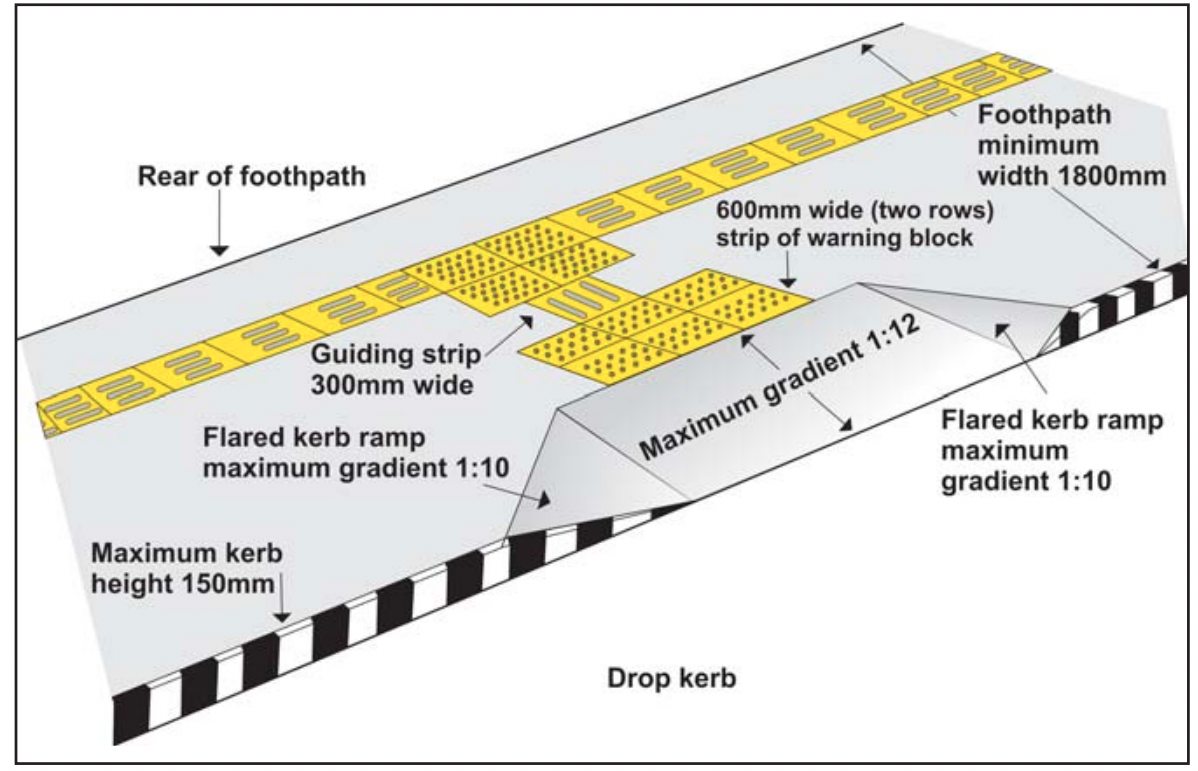 Rear of foothpath
Foothpath
minimum
width 1800mm
600mm wide (two rows)
strip of warning block
Guiding strip
300mm wide
Maximum gradient 1:12
Flared kerb ramp
maximum gradient 1:10
Flared kerb ramp
maximum
gradient 1:10
Maximum kerb
height 150mm
Drop kerb